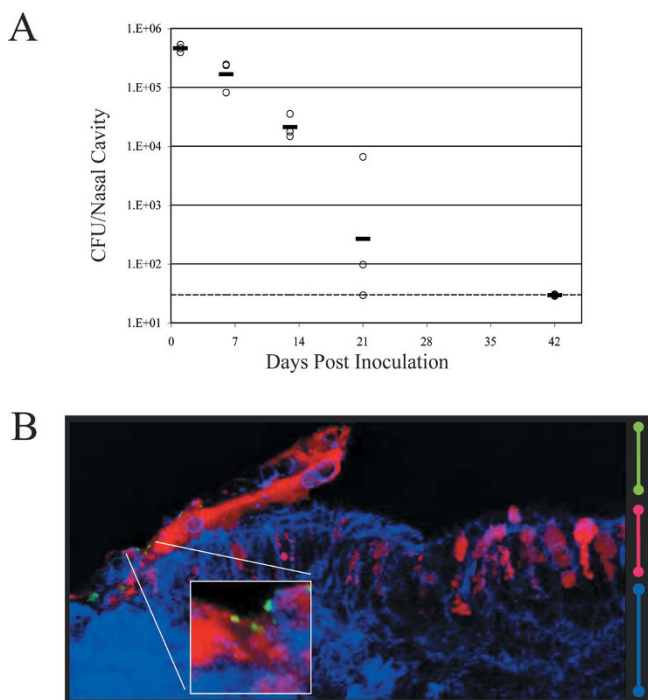 A
1.E+06
1.E+05
1.E+04
1.E+03
1.E+02
1.E+01
CFU/Nasal Cavity
0 7 14 21 28 35 42
Days Post Inoculation
B